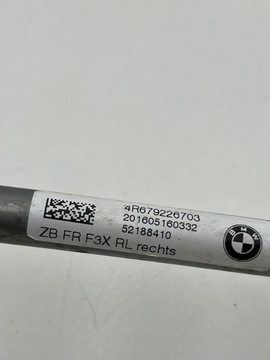 4R679226703
201605160332
52188410
ZB FR F3X RL rechts
BMW